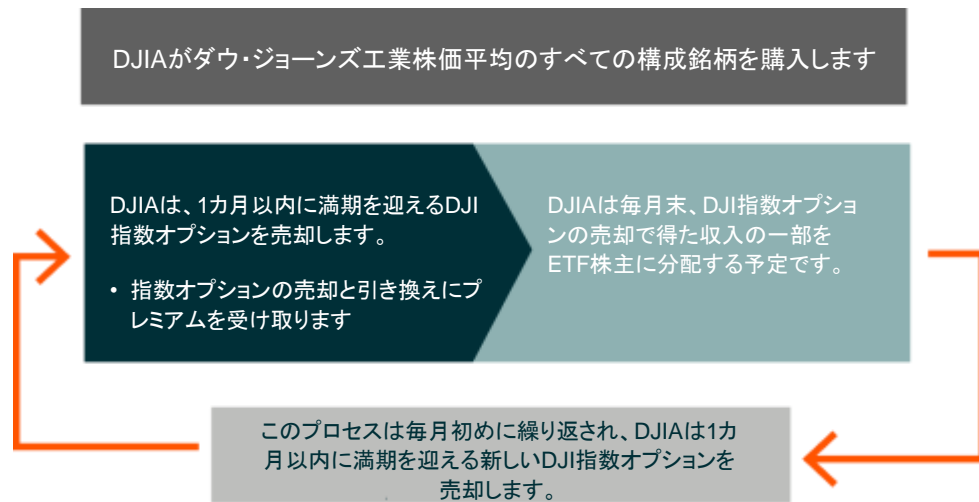 DJIAがダウ・ジョーンズ工業株価平均のすべての構成銘柄を購入します
DJIAは、1カ月以内に満期を迎えるDJI
指数オプションを売却します。
• 指数オプションの売却と引き換えにプ
レミアムを受け取ります
DJIAは毎月末、DJI指数オプショ
ンの売却で得た収入の一部を
ETF株主に分配する予定です。
このプロセスは毎月初めに繰り返され、DJIAは1カ
月以内に満期を迎える新しいDJI指数オプションを
売却します。